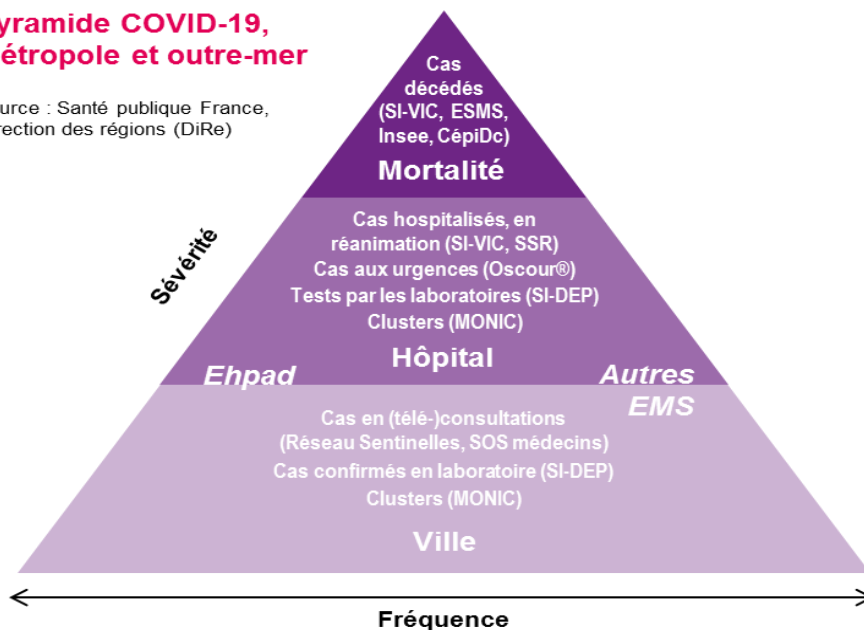 yramide COVID-19,
étropole et outre-mer
urce : Santé publique France,
rection des régions (DiRe)
Cas
décédés
(SI-VIC, ESMS,
Insee, CépiDc)
Mortalité
Sévérité
Cas hospitalisés, en
réanimation (SI-VIC, SSR)
Cas aux urgences (Oscour®)
Tests par les laboratoires (SI-DEP)
Clusters (MONIC)
Hôpital
Ehpad
Autres
EMS
Cas en (télé-)consultations
(Réseau Sentinelles, SOS médecins)
Cas confirmés en laboratoire (SI-DEP)
Clusters (MONIC)
Ville
Fréquence